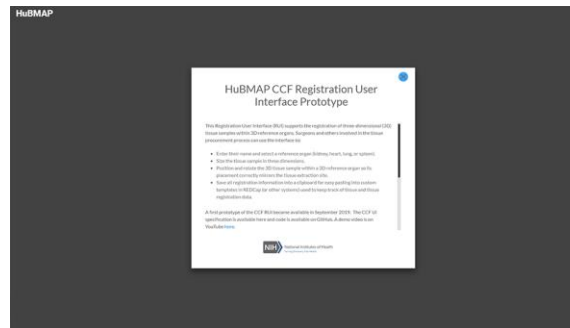 HuBMAP
HuBMAP CCF Registration User
Interface Prototype
This Registration User Interface (RUI) supports the registration of three-dimensional (3D)
tissue samples within 3D reference organs. Surgeons and others involved in the tissue
procurement process can use the interface to:
• Enter their name and select a reference organ (kidney, heart, lung, or spleen).
• Size the tissue sample in three dimensions.
• Position and rotate the 3D tissue sample within a 3D reference organ so its
placement correctly mirrors the tissue extraction site.
• Save all registration information into a clipboard for easy pasting into custom
templates in REDCap (or other systems) used to keep track of tissue and tissue
registration data.
A first prototype of the CCF RUI became available in September 2019. The CCF UI
specification is available here and code is available on GitHub. A demo video is on
YouTube here.
NIH
National Institutes of Health